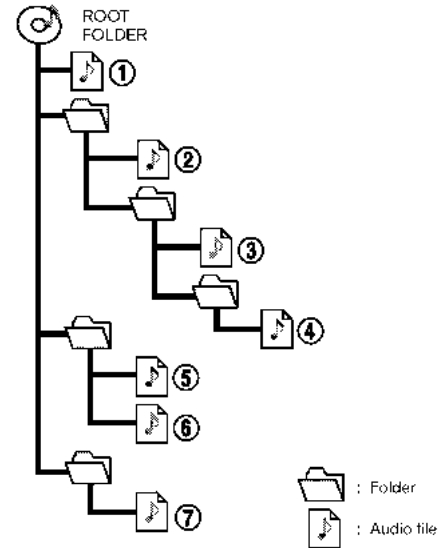 ROOT
FOLDER
①
②
③
④
⑤
⑥
⑦
: Folder
: Audio file